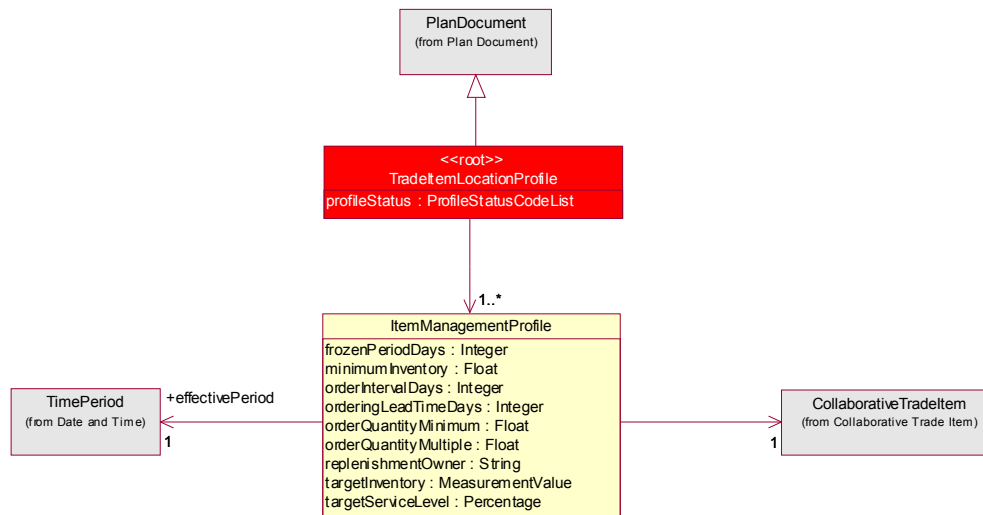 PlanDocument
(from Plan Document)
<<root>>
TradeItemLocationProfile
profileStatus : ProfileStatusCodeList
1..*
ItemManagementProfile
frozenPeriodDays : Integer
minimumInventory : Float
orderIntervalDays : Integer
orderingLeadTimeDays : Integer
orderQuantityMinimum : Float
orderQuantityMultiple : Float
replenishmentOwner : String
targetInventory : MeasurementValue
targetServiceLevel : Percentage
TimePeriod
(from Date and Time)
+effectivePeriod
1
CollaborativeTradeItem
(from Collaborative Trade Item)
1